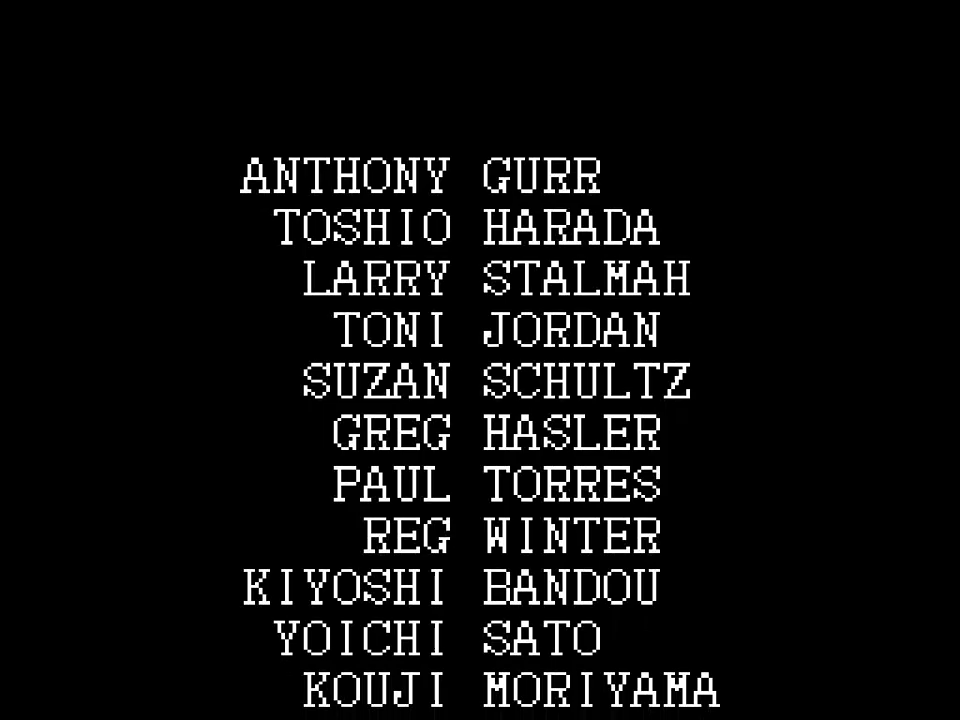 ANTHONY GURR
TOSHIO HARADA
LARRY STALMAH
TONI JORDAN
SUZAN SCHULTZ
GREG HASLER
PAUL TORRES
REG WINTER
KIYOSHI BANDOU
YOICHI SATO
KOUJI MORIYAMA